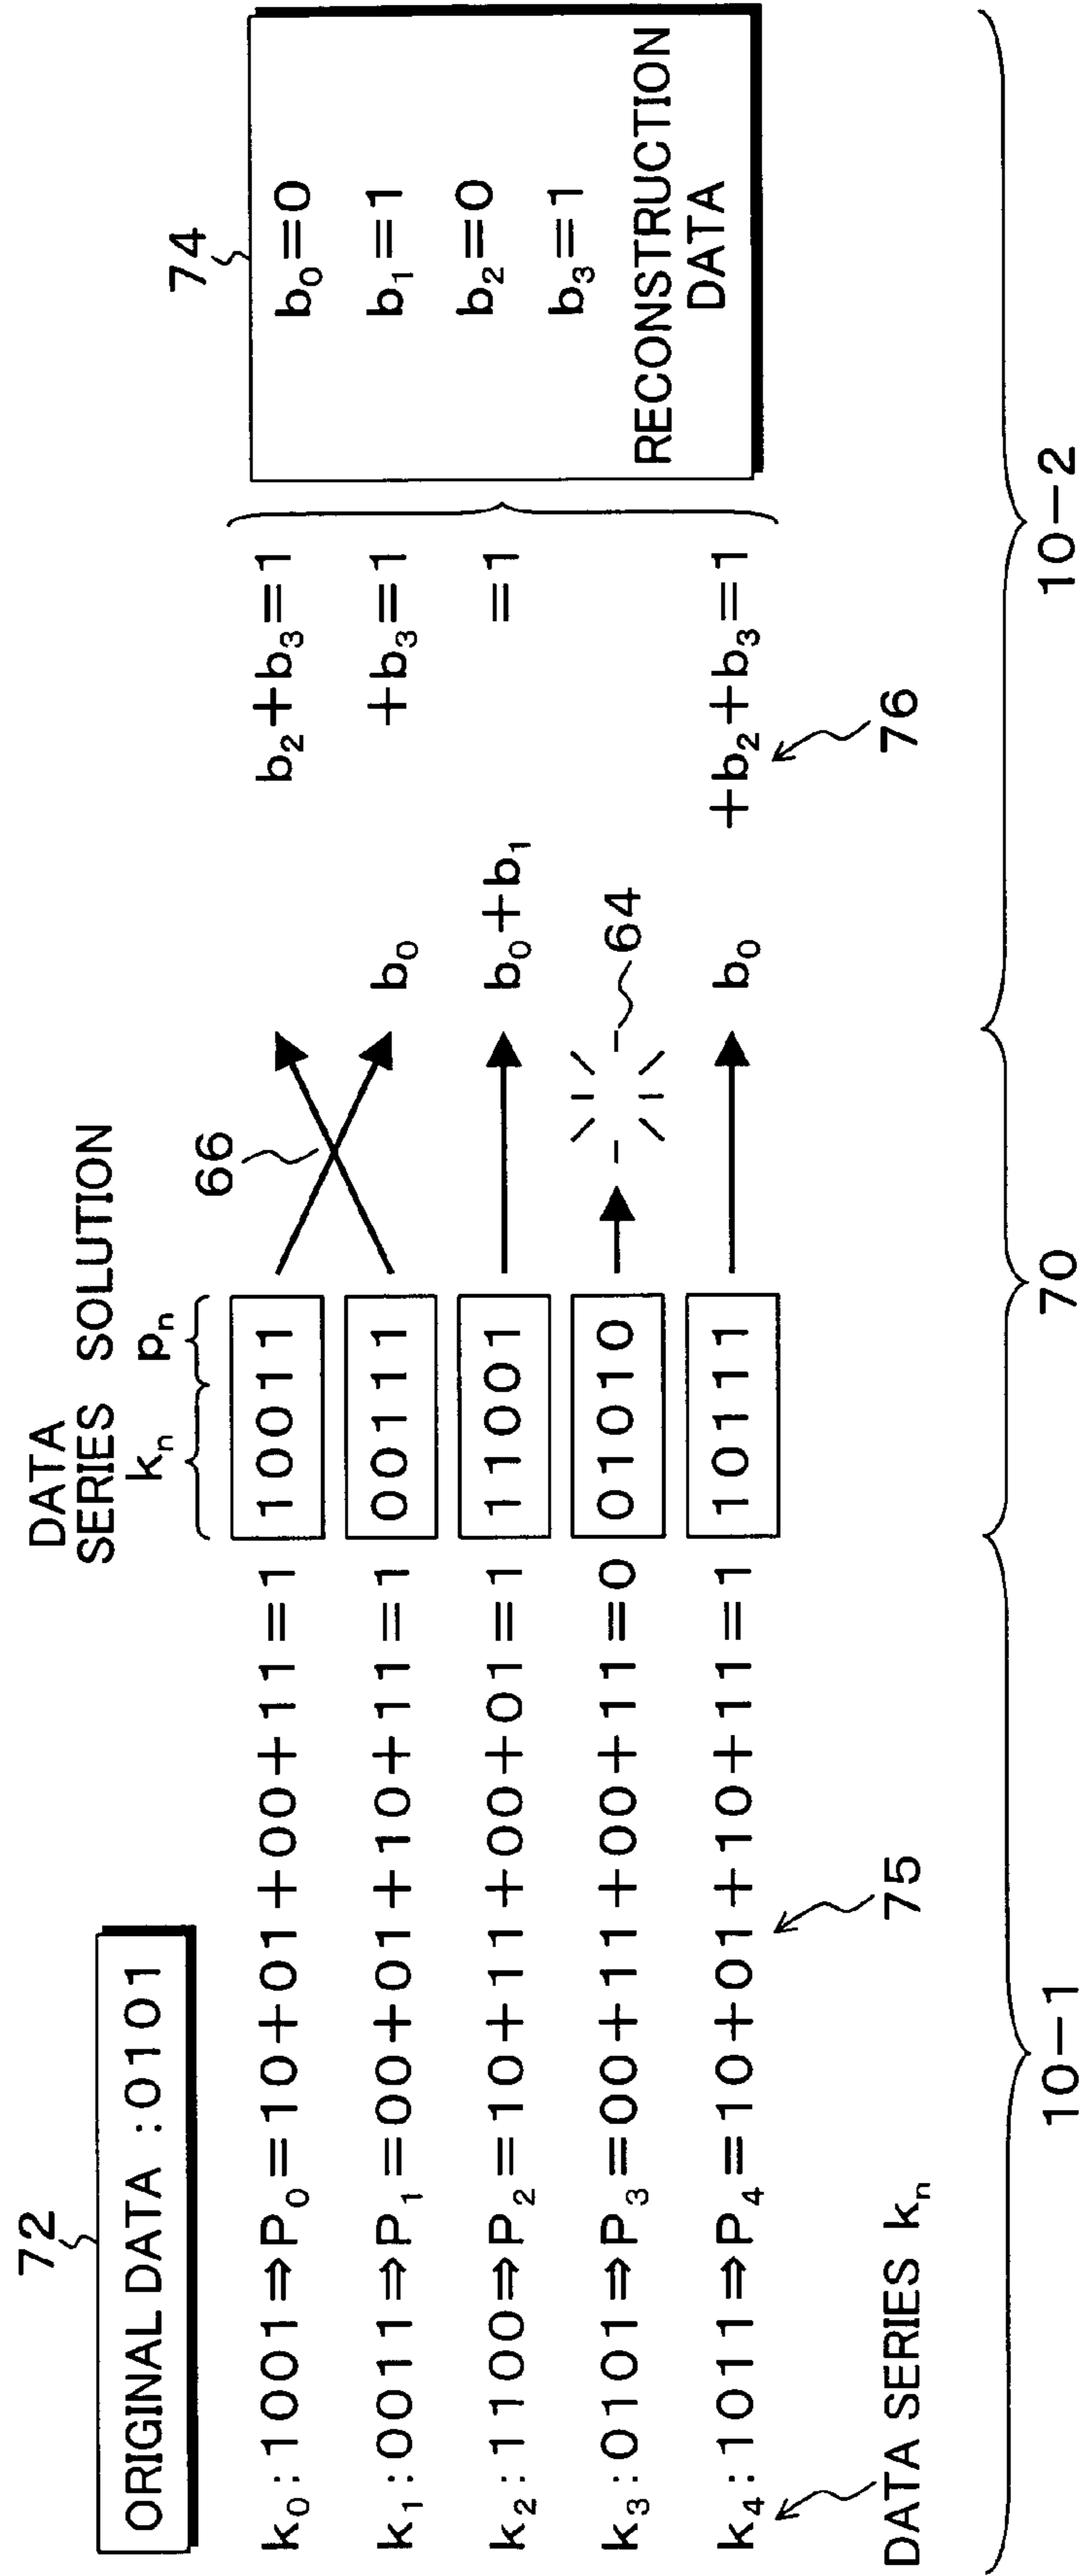 72
ORIGINAL DATA :0101
DATA
SERIES SOLUTION
kn pn
k0:1001⇒P0=10+01+00+11=1 10011
k1:0011⇒P1=00+01+10+11=1 00111
k2:1100⇒P2=10+11+00+01=1 11001
k3:0101⇒P3=00+11+00+11=0 01010
k4:1011⇒P4=10+01+10+11=1 10111
DATA SERIES kn
75
66
64
b2+b3=1
b0 +b3=1
b0+b1 =1
b0 +b2+b3=1
76
74
b0=0
b1=1
b2=0
b3=1
RECONSTRUCTION
DATA
10-1
70
10-2